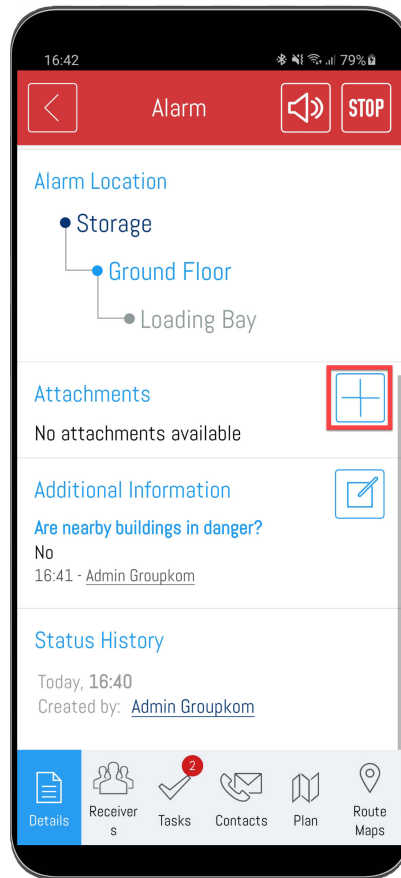 16:42 79%
Alarm STOP
Alarm Location
Storage
Ground Floor
Loading Bay
Attachments
No attachments available
Additional Information
Are nearby buildings in danger?
No
16:41 - Admin Groupkom
Status History
Today, 16:40
Created by: Admin Groupkom
2
Details Receiver
s Tasks Contacts Plan Route
Maps